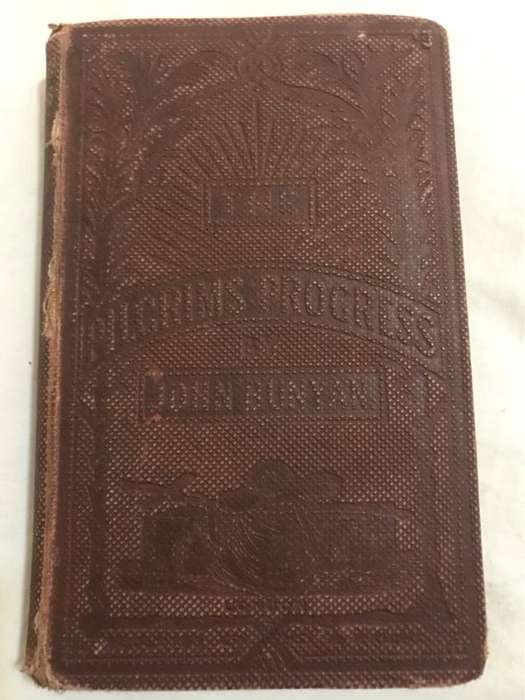 THE
PILGRIMS PROGRESS
BY
JOHN BUNYAN